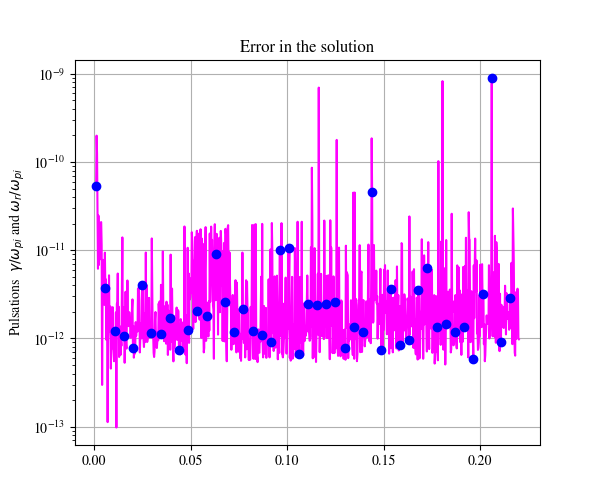 Error in the solution
Pulsations γ/ω_pi and ω_r/ω_pi
10⁻⁹
10⁻¹⁰
10⁻¹¹
10⁻¹²
10⁻¹³
0.00 0.05 0.10 0.15 0.20